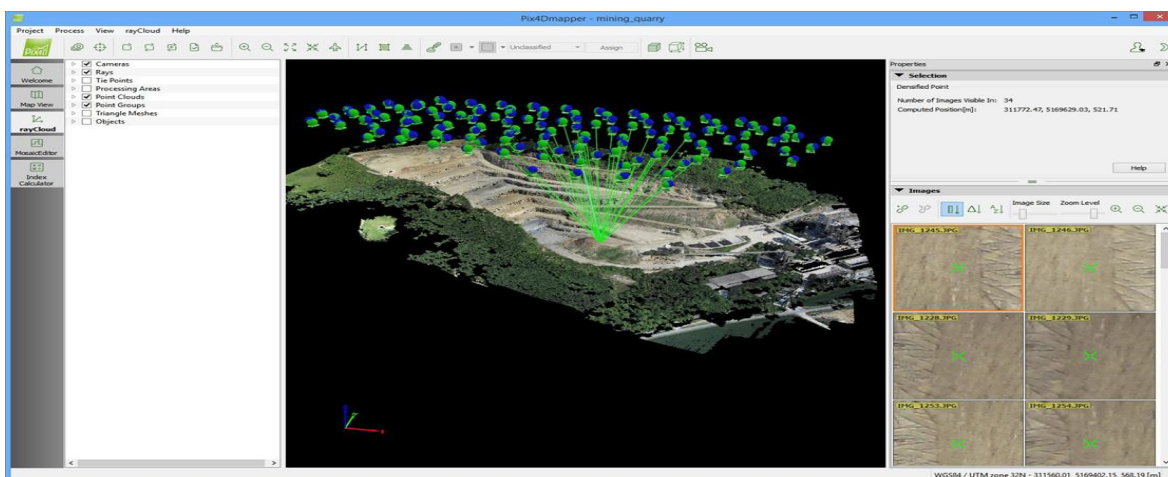 Pix4Dmapper - mining_quarry
Project Process View rayCloud Help
Unclassified Assign
PIX4D
Welcome
Map View
rayCloud
MosaicEditor
Index
Calculator
Cameras
Rays
Tie Points
Processing Areas
Point Clouds
Point Groups
Triangle Meshes
Objects
Properties
Selection
Densified Point
Number of Images Visible In: 34
Computed Position[m]: 311772.47, 5169629.03, 521.71
Help
Images
Image Size Zoom Level
IMG_1245.JPG IMG_1246.JPG
IMG_1228.JPG IMG_1229.JPG
IMG_1253.JPG IMG_1254.JPG
WGS84 / UTM zone 32N - 311560.01, 5169402.15, 568.19 [m]